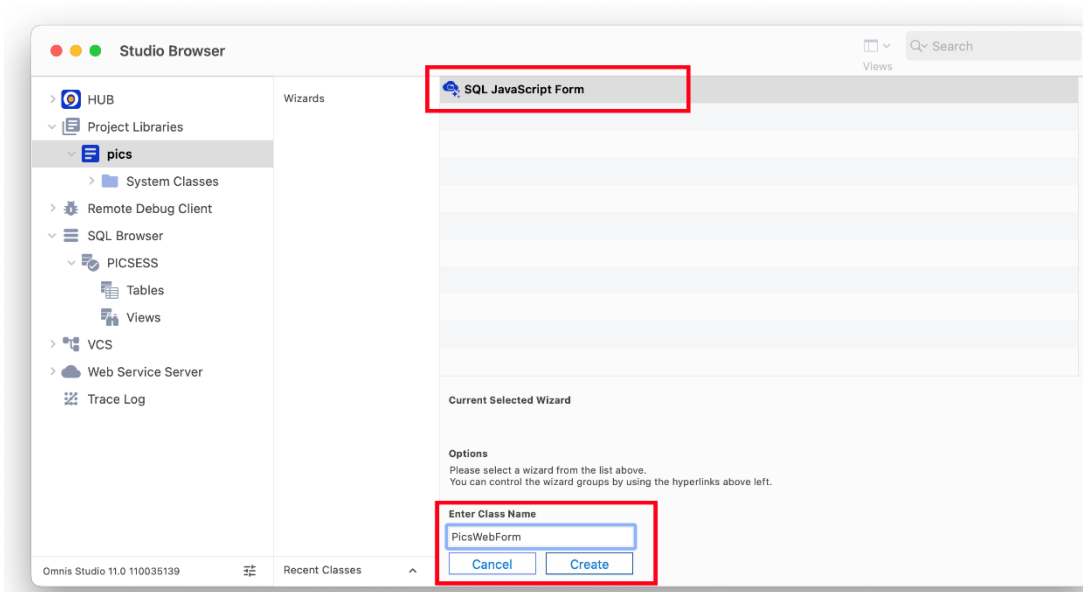 Studio Browser
Search
Views
HUB
Project Libraries
pics
System Classes
Remote Debug Client
SQL Browser
PICSESS
Tables
Views
VCS
Web Service Server
Trace Log
Omnis Studio 11.0 110035139
Wizards
Recent Classes
SQL JavaScript Form
Current Selected Wizard
Options
Please select a wizard from the list above.
You can control the wizard groups by using the hyperlinks above left.
Enter Class Name
PicsWebForm
Cancel Create